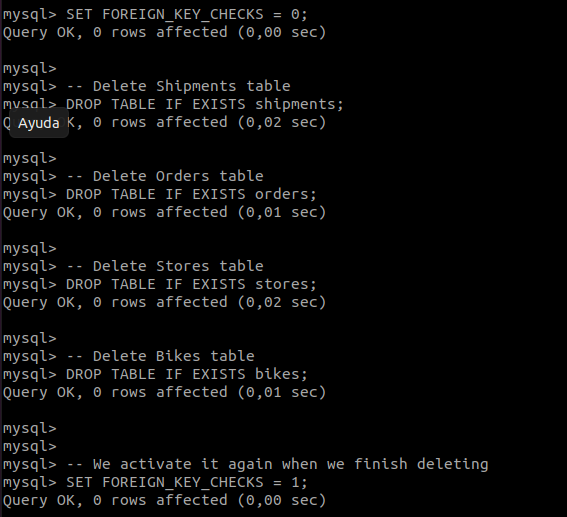 mysql> SET FOREIGN_KEY_CHECKS = 0;
Query OK, 0 rows affected (0,00 sec)
mysql>
mysql> -- Delete Shipments table
mysql> DROP TABLE IF EXISTS shipments;
Q K, 0 rows affected (0,02 sec)
Ayuda
mysql>
mysql> -- Delete Orders table
mysql> DROP TABLE IF EXISTS orders;
Query OK, 0 rows affected (0,01 sec)
mysql>
mysql> -- Delete Stores table
mysql> DROP TABLE IF EXISTS stores;
Query OK, 0 rows affected (0,02 sec)
mysql>
mysql> -- Delete Bikes table
mysql> DROP TABLE IF EXISTS bikes;
Query OK, 0 rows affected (0,01 sec)
mysql>
mysql>
mysql> -- We activate it again when we finish deleting
mysql> SET FOREIGN_KEY_CHECKS = 1;
Query OK, 0 rows affected (0,00 sec)